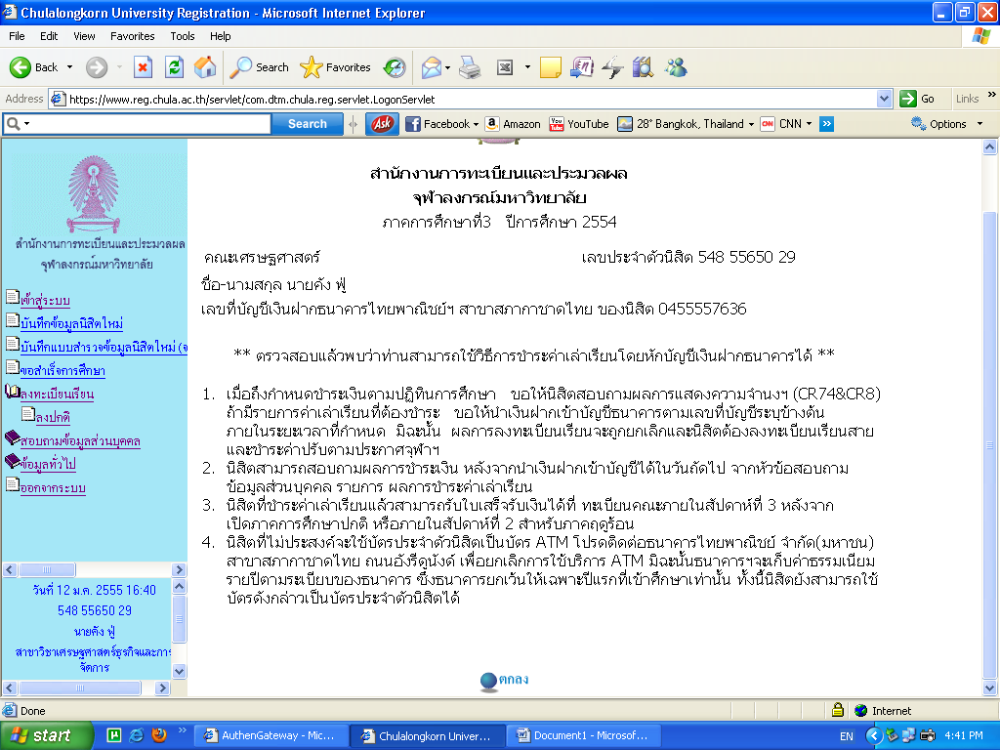 Chulalongkorn University Registration - Microsoft Internet Explorer
File Edit View Favorites Tools Help
Back Search Favorites
Address https://www.reg.chula.ac.th/servlet/com.dtm.chula.reg.servlet.LogonServlet Go Links »
Search Ask Facebook Amazon YouTube 28° Bangkok, Thailand CNN » Options
สำนักงานการทะเบียนและประมวลผล
จุฬาลงกรณ์มหาวิทยาลัย
เข้าสู่ระบบ
บันทึกข้อมูลนิสิตใหม่
บันทึกแบบสำรวจข้อมูลนิสิตใหม่ (จ
ขอสำเร็จการศึกษา
ลงทะเบียนเรียน
ลงปกติ
สอบถามข้อมูลส่วนบุคคล
ข้อมูลทั่วไป
ออกจากระบบ
วันที่ 12 ม.ค. 2555 16:40
548 55650 29
นายคัง ฟู่
สาขาวิชาเศรษฐศาสตร์ธุรกิจและการ
จัดการ
สำนักงานการทะเบียนและประมวลผล
จุฬาลงกรณ์มหาวิทยาลัย
ภาคการศึกษาที่3 ปีการศึกษา 2554
คณะเศรษฐศาสตร์ เลขประจำตัวนิสิต 548 55650 29
ชื่อ-นามสกุล นายคัง ฟู่
เลขที่บัญชีเงินฝากธนาคารไทยพาณิชย์ฯ สาขาสภากาชาดไทย ของนิสิต 0455557636
** ตรวจสอบแล้วพบว่าท่านสามารถใช้วิธีการชำระค่าเล่าเรียนโดยหักบัญชีเงินฝากธนาคารได้ **
1. เมื่อถึงกำหนดชำระเงินตามปฏิทินการศึกษา ขอให้นิสิตสอบถามผลการแสดงความจำนงฯ (CR74&CR8)
ถ้ามีรายการค่าเล่าเรียนที่ต้องชำระ ขอให้นำเงินฝากเข้าบัญชีธนาคารตามเลขที่บัญชีระบุข้างต้น
ภายในระยะเวลาที่กำหนด มิฉะนั้น ผลการลงทะเบียนเรียนจะถูกยกเลิกและนิสิตต้องลงทะเบียนเรียนสาย
และชำระค่าปรับตามประกาศจุฬาฯ
2. นิสิตสามารถสอบถามผลการชำระเงิน หลังจากนำเงินฝากเข้าบัญชีได้ในวันถัดไป จากหัวข้อสอบถาม
ข้อมูลส่วนบุคคล รายการ ผลการชำระค่าเล่าเรียน
3. นิสิตที่ชำระค่าเล่าเรียนแล้วสามารถรับใบเสร็จรับเงินได้ที่ ทะเบียนคณะภายในสัปดาห์ที่ 3 หลังจาก
เปิดภาคการศึกษาปกติ หรือภายในสัปดาห์ที่ 2 สำหรับภาคฤดูร้อน
4. นิสิตที่ไม่ประสงค์จะใช้บัตรประจำตัวนิสิตเป็นบัตร ATM โปรดติดต่อธนาคารไทยพาณิชย์ จำกัด(มหาชน)
สาขาสภากาชาดไทย ถนนอังรีดูนังต์ เพื่อยกเลิกการใช้บริการ ATM มิฉะนั้นธนาคารฯจะเก็บค่าธรรมเนียม
รายปีตามระเบียบของธนาคาร ซึ่งธนาคารยกเว้นให้เฉพาะปีแรกที่เข้าศึกษาเท่านั้น ทั้งนี้นิสิตยังสามารถใช้
บัตรดังกล่าวเป็นบัตรประจำตัวนิสิตได้
ตกลง
Done Internet
start » AuthenGateway - Mic... Chulalongkorn Univer... Document1 - Microsof... EN 4:41 PM